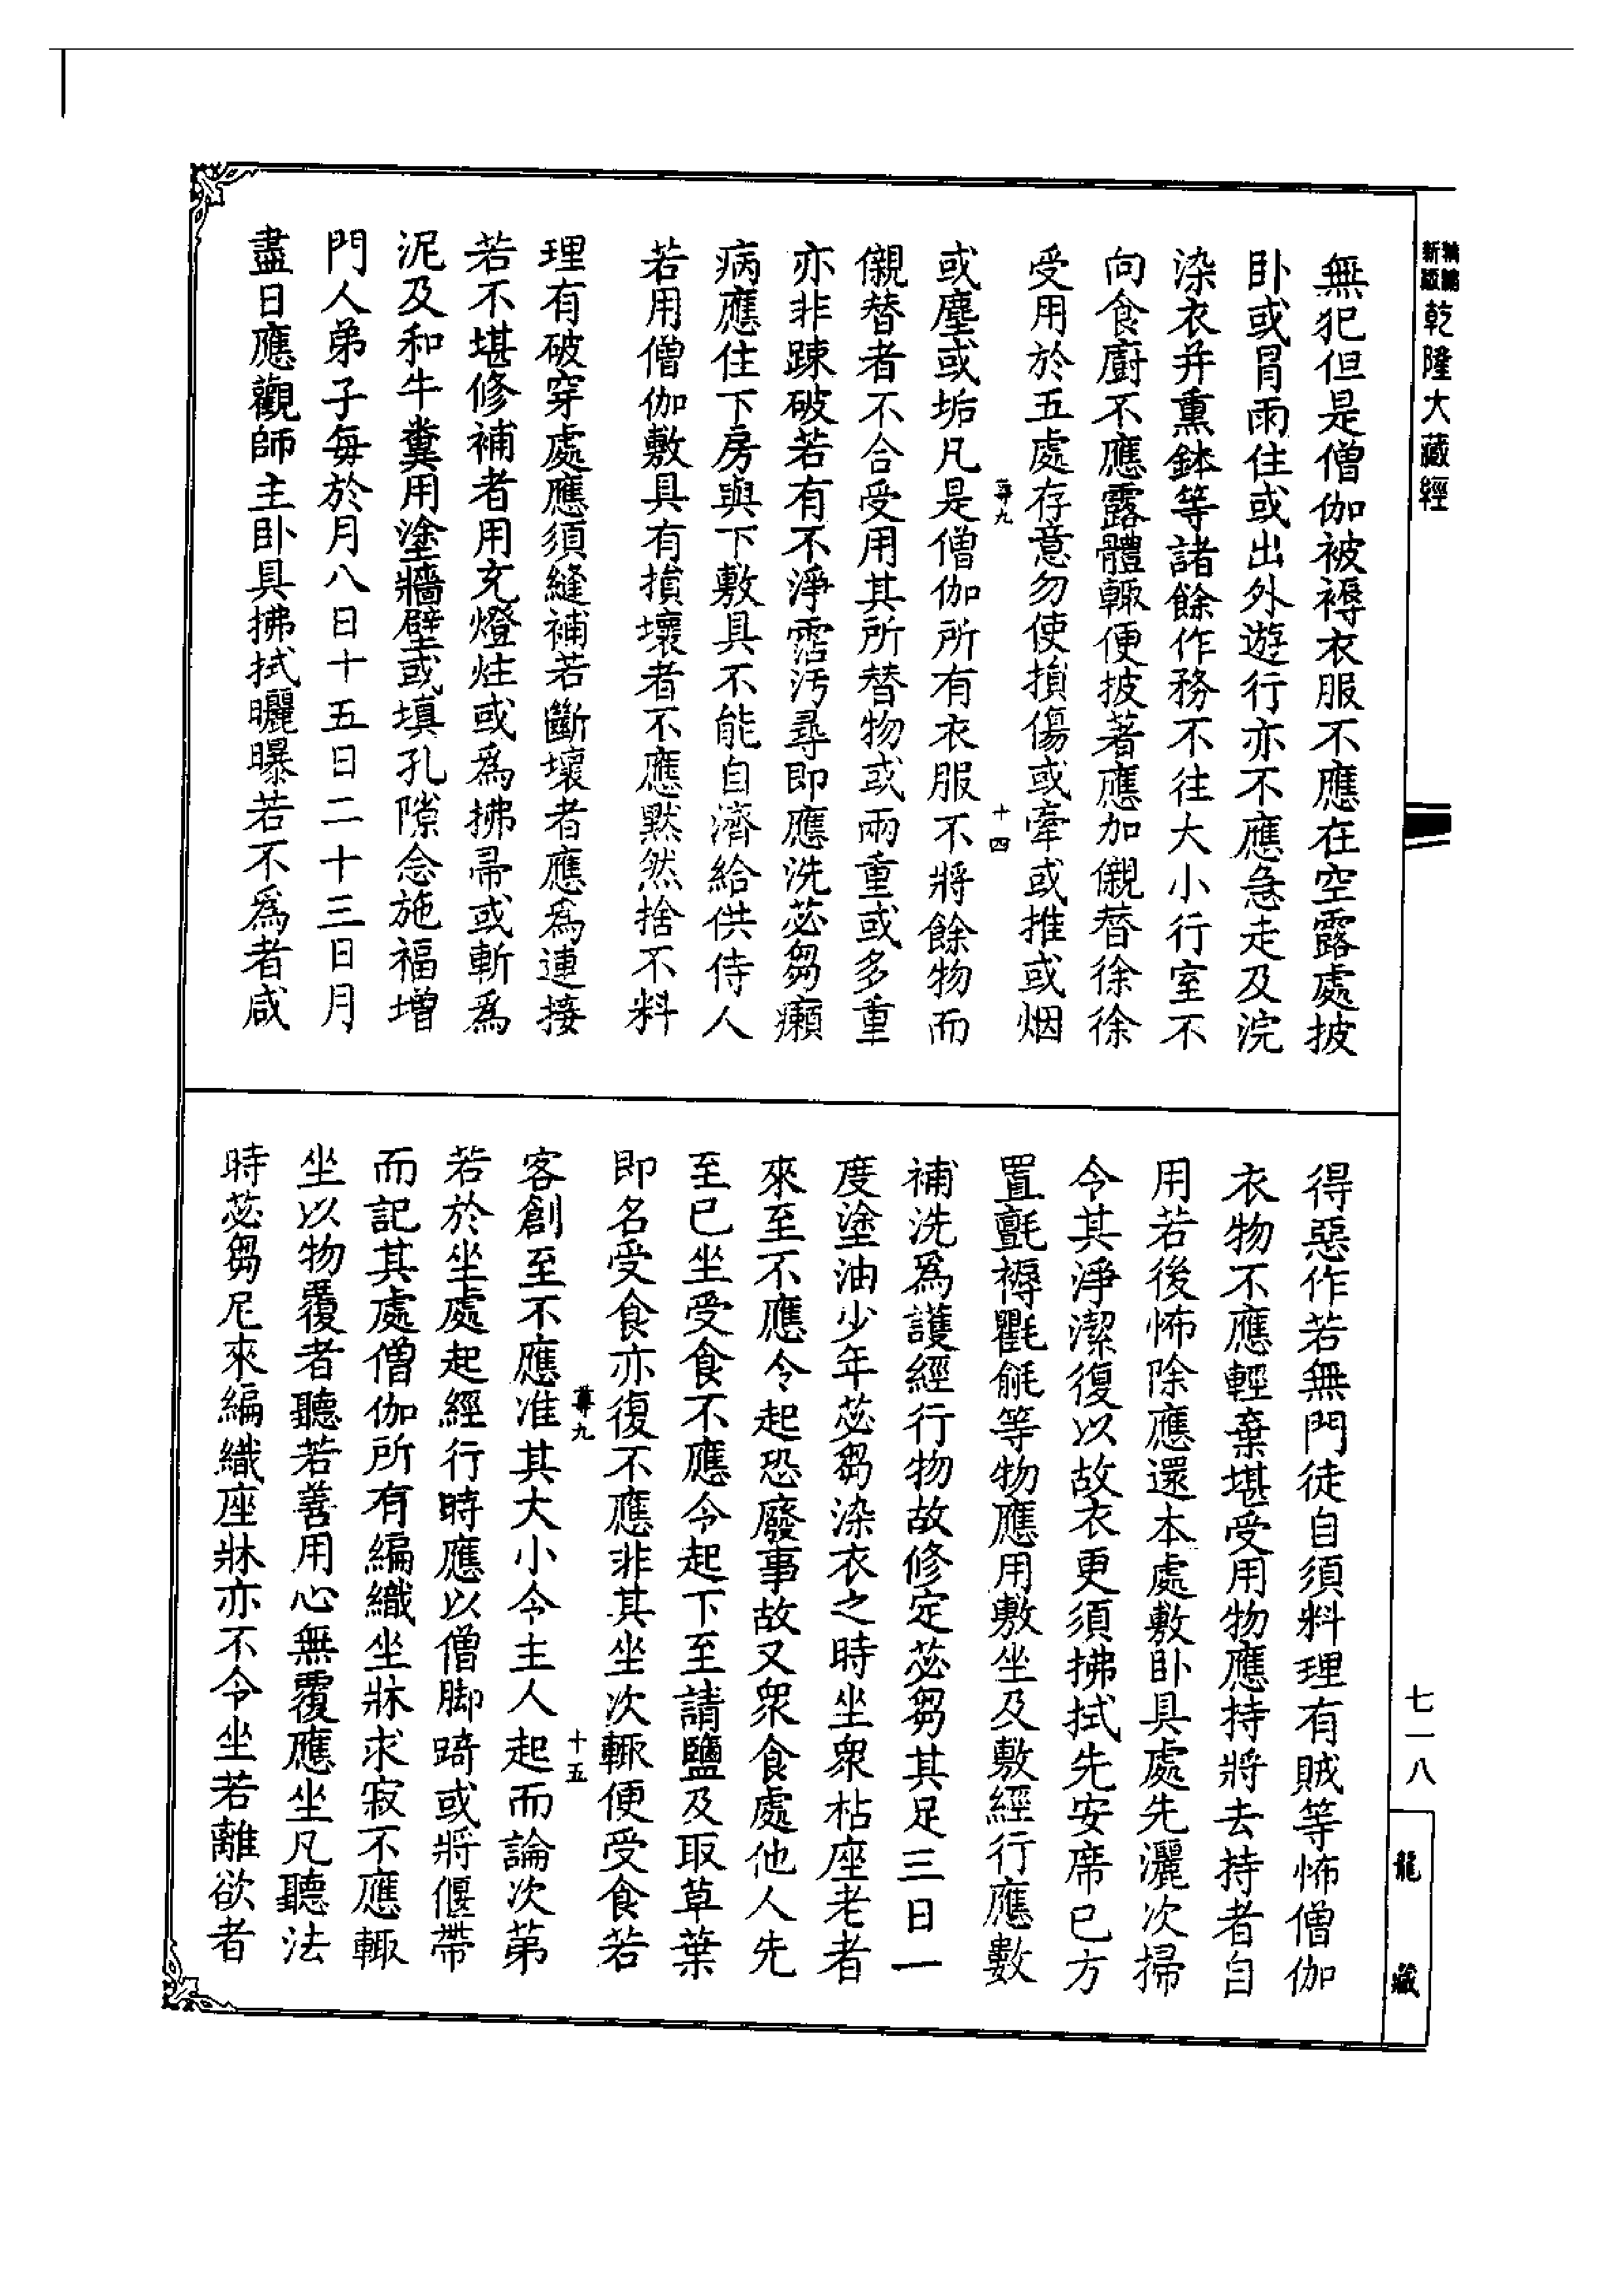 新版
乾隆大藏經
無犯但是僧伽被褥衣服不應在空露處披
卧或冒雨住或出外遊行亦不應急走及浣
染衣并熏鉢等諸餘作務不往大小行室不
向食廚不應露體輙便披著應加儭替徐徐
受用於五處存意勿使損傷或牽或推或烟
尊九
十四
或塵或垢凡是僧伽所有衣服不將餘物而
儭替者不合受用其所替物或兩重或多重
亦非踈破若有不淨霑汚尋即應洗苾芻癩
病應住下房與下敷具不能自濟給供侍人
若用僧伽敷具有損壞者不應默然捨不料
理有破穿處應須縫補若斷壞者應爲連接
若不堪修補者用充燈炷或爲拂帚或斬爲
泥及和牛糞用塗牆壁或填孔隙念施福增
門人弟子每於月八日十五日二十三日月
盡日應觀師主卧具拂拭曬曝若不爲者咸
得惡作若無門徒自須料理有賊等怖僧伽
衣物不應輕棄堪受用物應持將去持者自
用若後怖除應還本處敷卧具處先灑次掃
令其淨潔復以故衣更須拂拭先安席已方
置氈褥氍毹等物應用敷坐及敷經行應數
補洗爲護經行物故修定苾芻其足三日一
度塗油少年苾芻染衣之時坐衆枯座老者
來至不應令起恐廢事故又衆食處他人先
至已坐受食不應令起下至請鹽及取草葉
即名受食亦復不應非其坐次輙便受食若
尊九
十五
客創至不應准其大小令主人起而論次第
若於坐處起經行時應以僧脚踦或將偃帶
而記其處僧伽所有編織坐牀求寂不應輙
坐以物覆者聽若善用心無覆應坐凡聽法
時苾芻尼來編織座牀亦不令坐若離欲者
七一八
龍藏